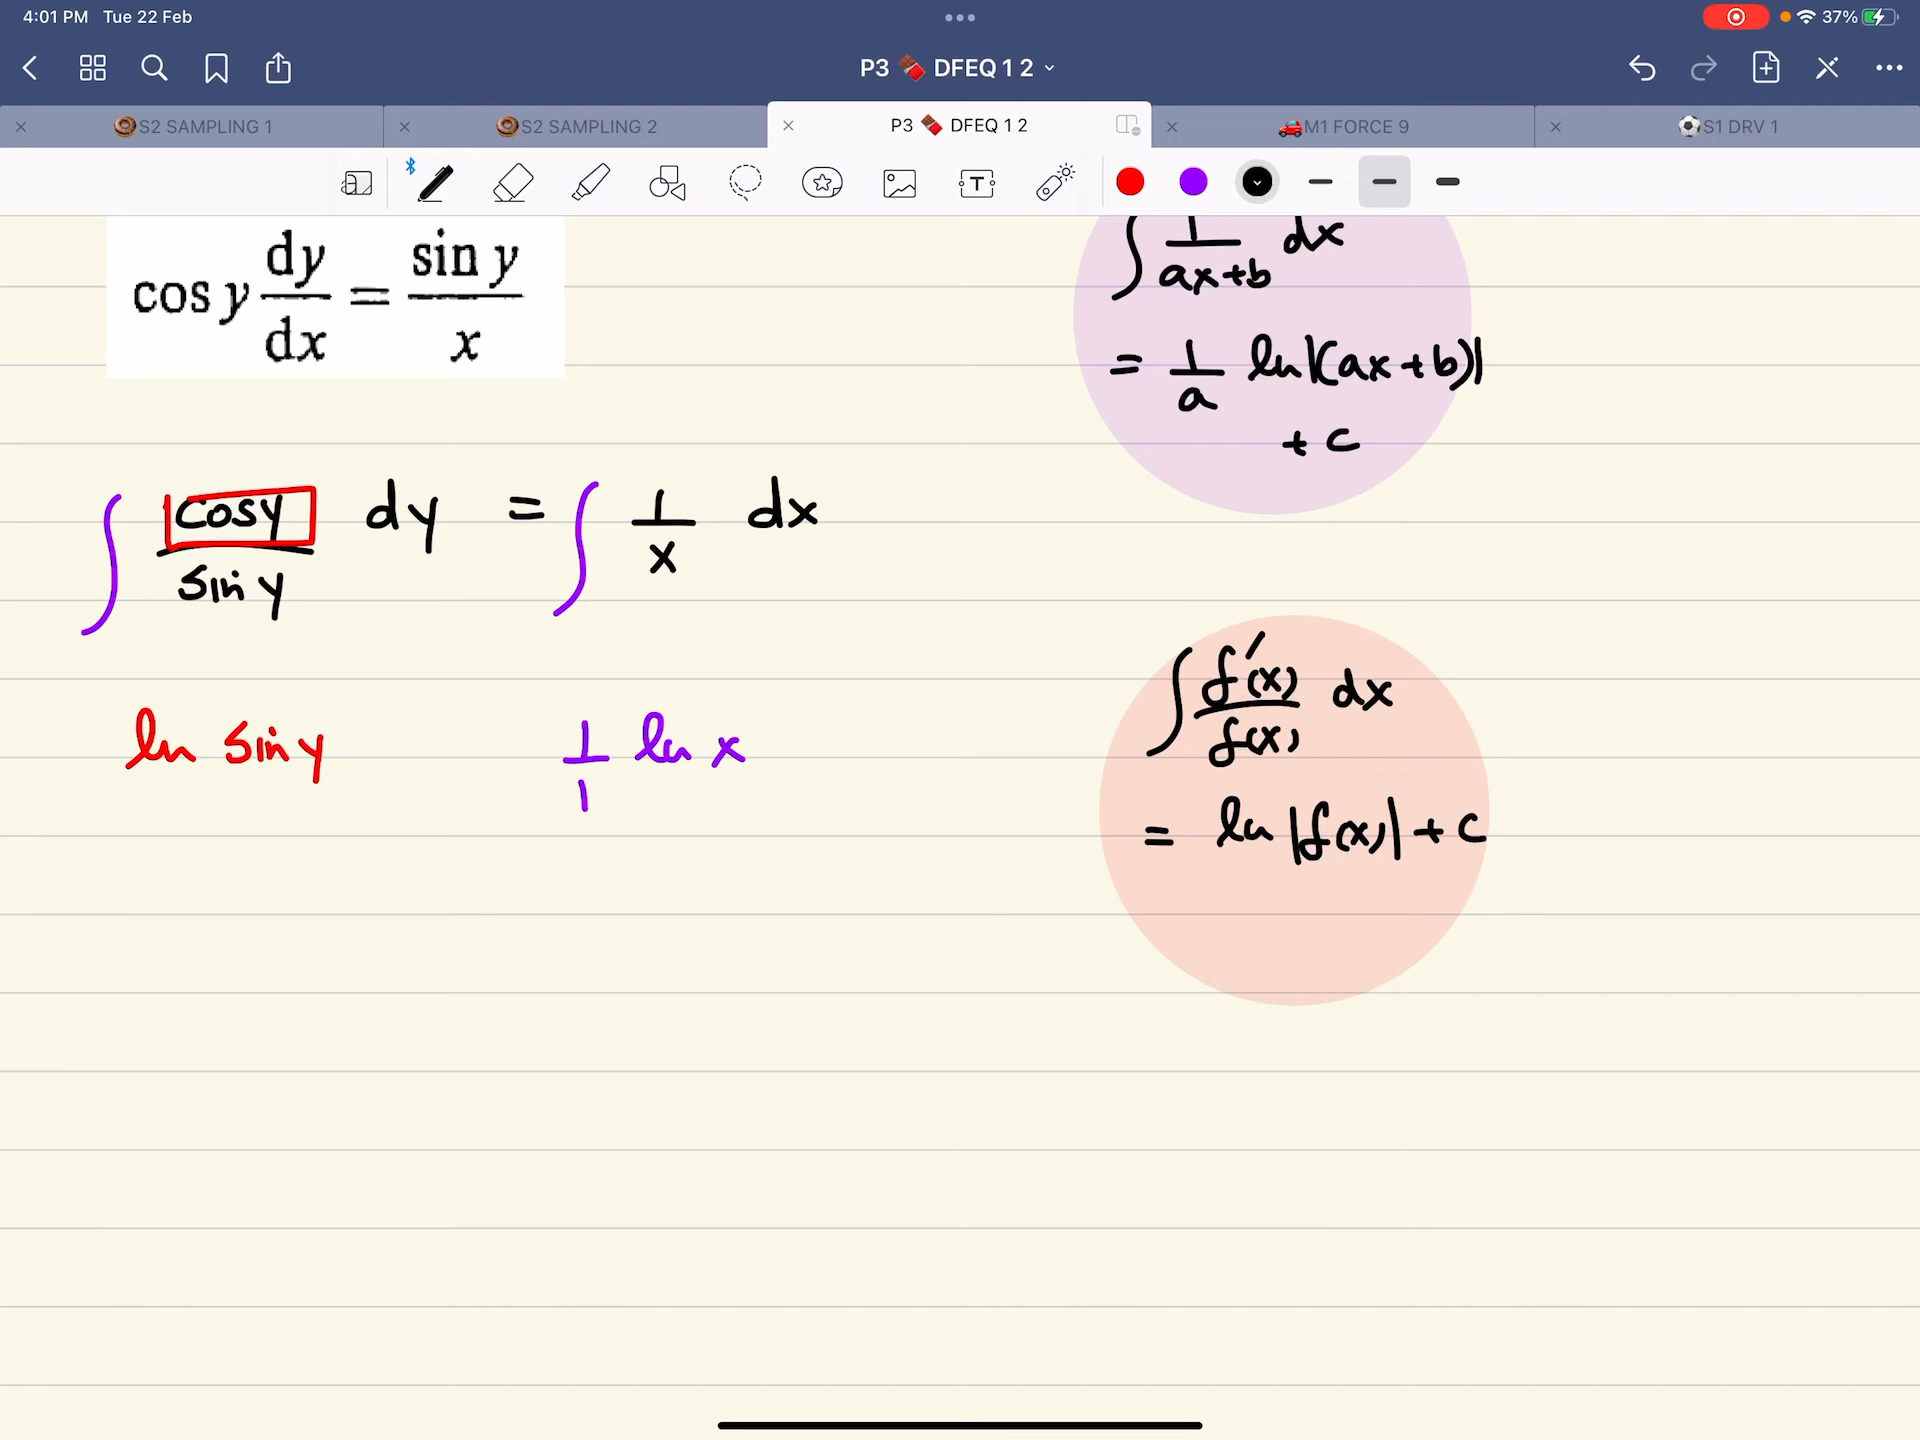 4:01 PM Tue 22 Feb
37%
P3 🍫 DFEQ 1 2
S2 SAMPLING 1
S2 SAMPLING 2
P3 🍫 DFEQ 1 2
M1 FORCE 9
S1 DRV 1
cos y dy/dx = sin y/x
∫ cosy/sin y dy = ∫ 1/x dx
ln sin y 1/1 ln x
∫ 1/ax+b dx
= 1/a ln|(ax+b)|
+ c
∫ f'(x)/f(x) dx
= ln |f(x)| + c